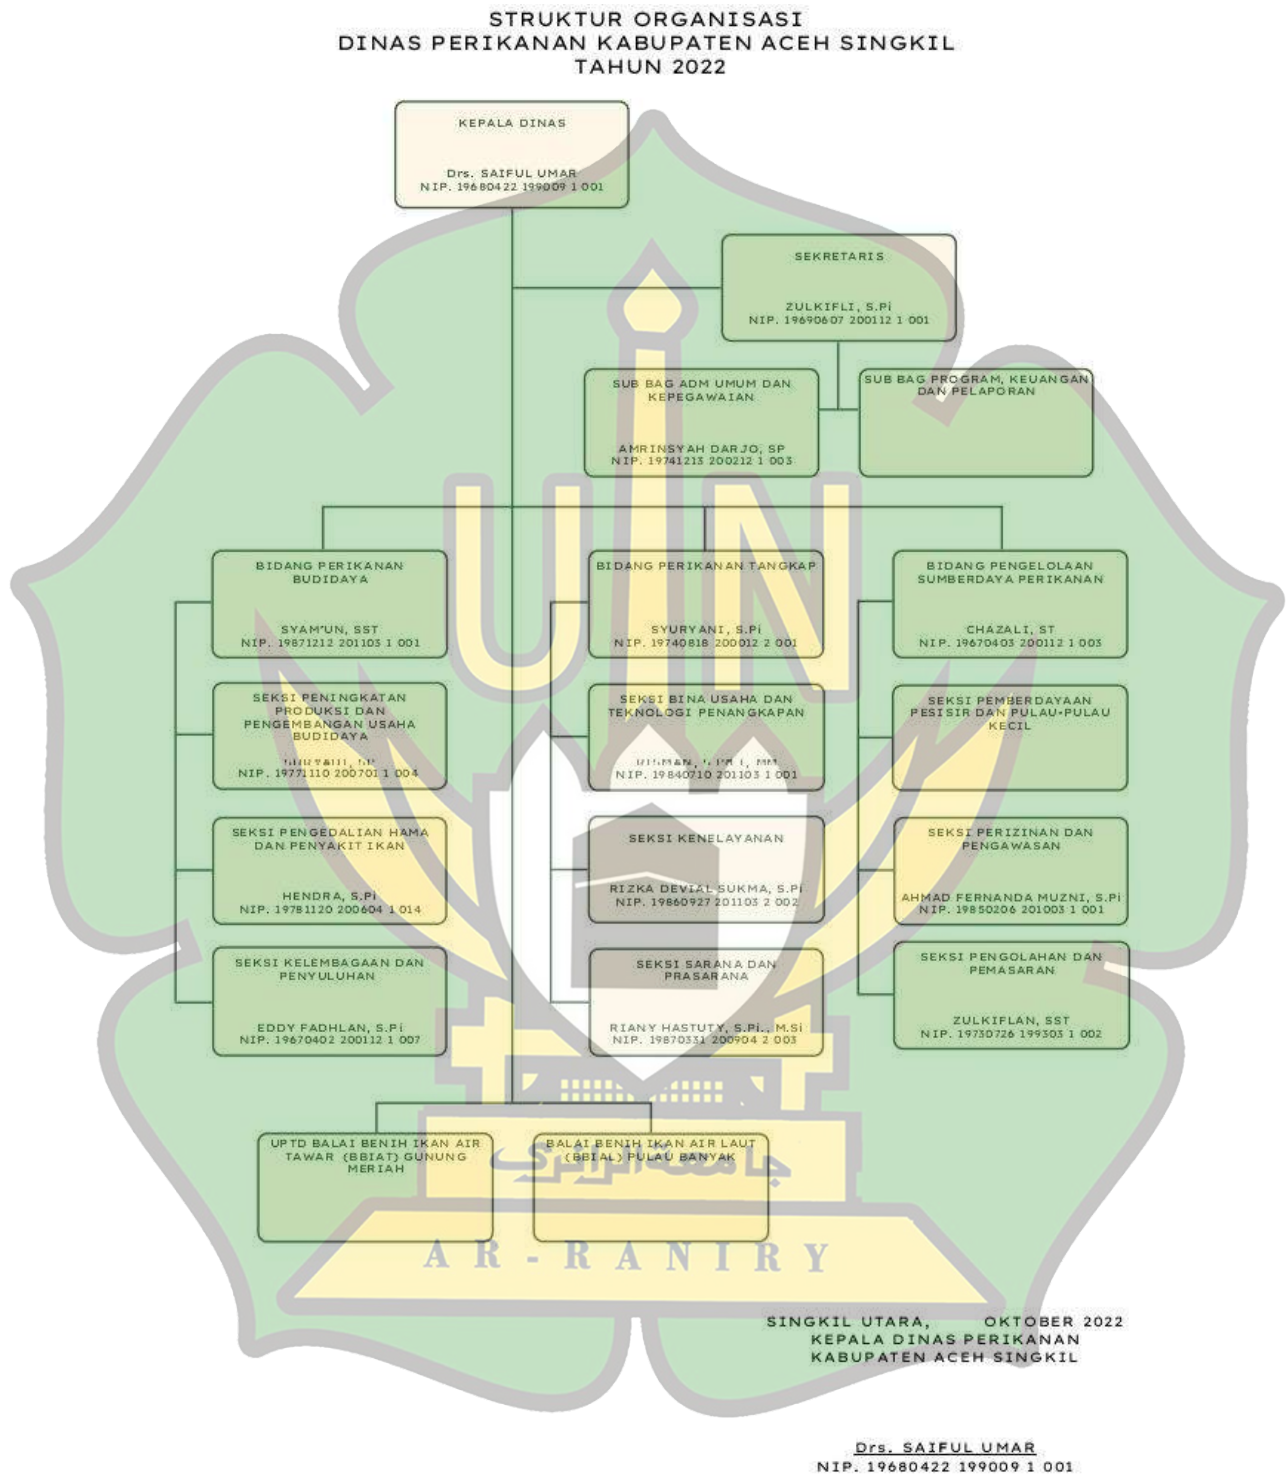 STRUKTUR ORGANISASI
DINAS PERIKANAN KABUPATEN ACEH SINGKIL
TAHUN 2022
KEPALA DINAS
Drs. SAIFUL UMAR
NIP. 19680422 199009 1 001
SEKRETARIS
ZULKIFLI, S.Pi
NIP. 19690607 200112 1 001
SUB BAG ADM UMUM DAN
KEPEGAWAIAN
AMRINSYAH DARJO, SP
NIP. 19741213 200212 1 003
SUB BAG PROGRAM, KEUANGAN
DAN PELAPORAN
UIN
BIDANG PERIKANAN
BUDIDAYA
SYAM'UN, SST
NIP. 19871212 201103 1 001
BIDANG PERIKANAN TANGKAP
SYURYANI, S.Pi
NIP. 19740818 200012 2 001
BIDANG PENGELOLAAN
SUMBERDAYA PERIKANAN
CHAZALI, ST
NIP. 19670403 200112 1 003
SEKSI PENINGKATAN
PRODUKSI DAN
PENGEMBANGAN USAHA
BUDIDAYA
NIP. 19771110 200701 1 004
SEKSI BINA USAHA DAN
TEKNOLOGI PENANGKAPAN
MM
NIP. 19840710 201103 1 001
SEKSI PEMBERDAYAAN
PESISIR DAN PULAU-PULAU
KECIL
SEKSI PENGEDALIAN HAMA
DAN PENYAKIT IKAN
HENDRA, S.Pi
NIP. 19781120 200604 1 014
SEKSI KENELAYANAN
RIZKA DEVIAL SUKMA, S.Pi
NIP. 19860927 201103 2 002
SEKSI PERIZINAN DAN
PENGAWASAN
AHMAD FERNANDA MUZNI, S.Pi
NIP. 19850206 201003 1 001
SEKSI KELEMBAGAAN DAN
PENYULUHAN
EDDY FADHLAN, S.Pi
NIP. 19670402 200112 1 007
SEKSI SARANA DAN
PRASARANA
RIANY HASTUTY, S.Pi., M.Si
NIP. 19870331 200904 2 003
SEKSI PENGOLAHAN DAN
PEMASARAN
ZULKIFLAN, SST
NIP. 19730726 199303 1 002
UPTD BALAI BENIH IKAN AIR
TAWAR (BBIAT) GUNUNG
MERIAH
BALAI BENIH IKAN AIR LAUT
(BBIAL) PULAU BANYAK
جامعة الرانري
AR-RANIRY
SINGKIL UTARA, OKTOBER 2022
KEPALA DINAS PERIKANAN
KABUPATEN ACEH SINGKIL
Drs. SAIFUL UMAR
NIP. 19680422 199009 1 001